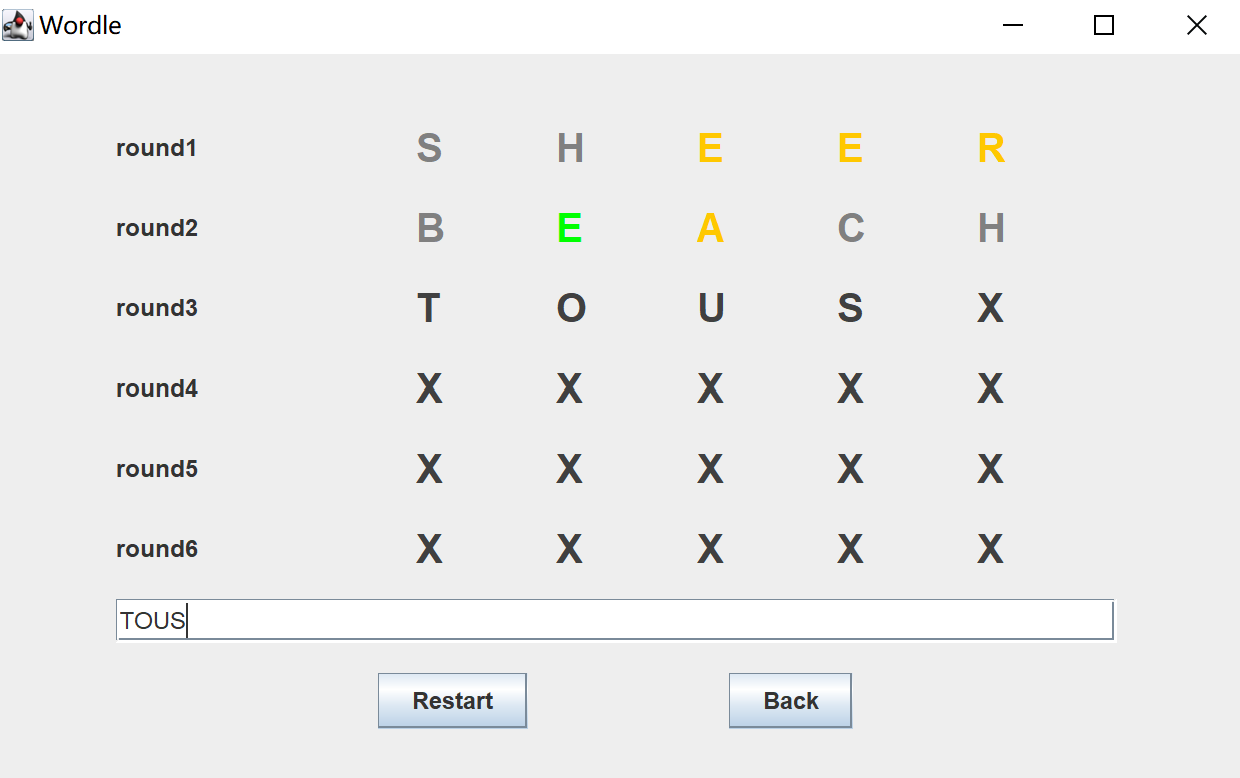 Wordle
round1 S H E E R
round2 B E A C H
round3 T O U S X
round4 X X X X X
round5 X X X X X
round6 X X X X X
TOUS
Restart Back